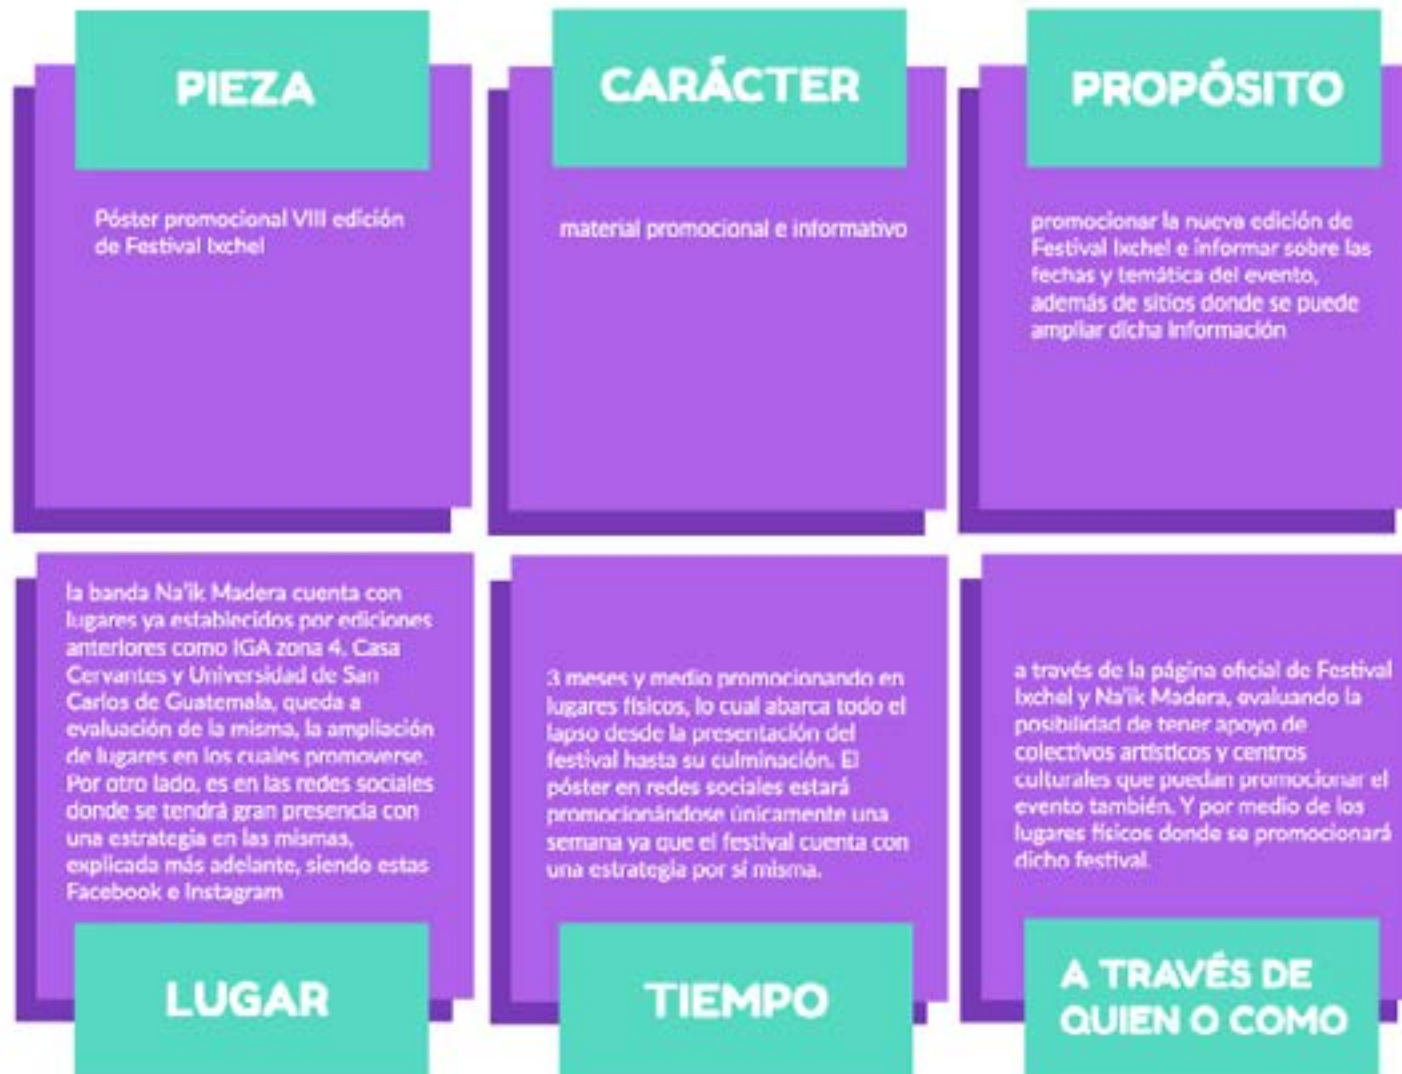 PIEZA
Póster promocional VIII edición
de Festival Ixchel
CARÁCTER
material promocional e informativo
PROPÓSITO
promocionar la nueva edición de
Festival Ixchel e informar sobre las
fechas y temática del evento,
además de sitios donde se puede
ampliar dicha información
la banda Na'ik Madera cuenta con
lugares ya establecidos por ediciones
anteriores como IGA zona 4, Casa
Cervantes y Universidad de San
Carlos de Guatemala, queda a
evaluación de la misma, la ampliación
de lugares en los cuales promoverse.
Por otro lado, es en las redes sociales
donde se tendrá gran presencia con
una estrategia en las mismas,
explicada más adelante, siendo estas
Facebook e Instagram
LUGAR
3 meses y medio promocionando en
lugares físicos, lo cual abarca todo el
lapso desde la presentación del
festival hasta su culminación. El
póster en redes sociales estará
promocionándose únicamente una
semana ya que el festival cuenta con
una estrategia por sí misma.
TIEMPO
a través de la página oficial de Festival
Ixchel y Na'ik Madera, evaluando la
posibilidad de tener apoyo de
colectivos artísticos y centros
culturales que puedan promocionar el
evento también. Y por medio de los
lugares físicos donde se promocionará
dicho festival.
A TRAVÉS DE
QUIEN O COMO